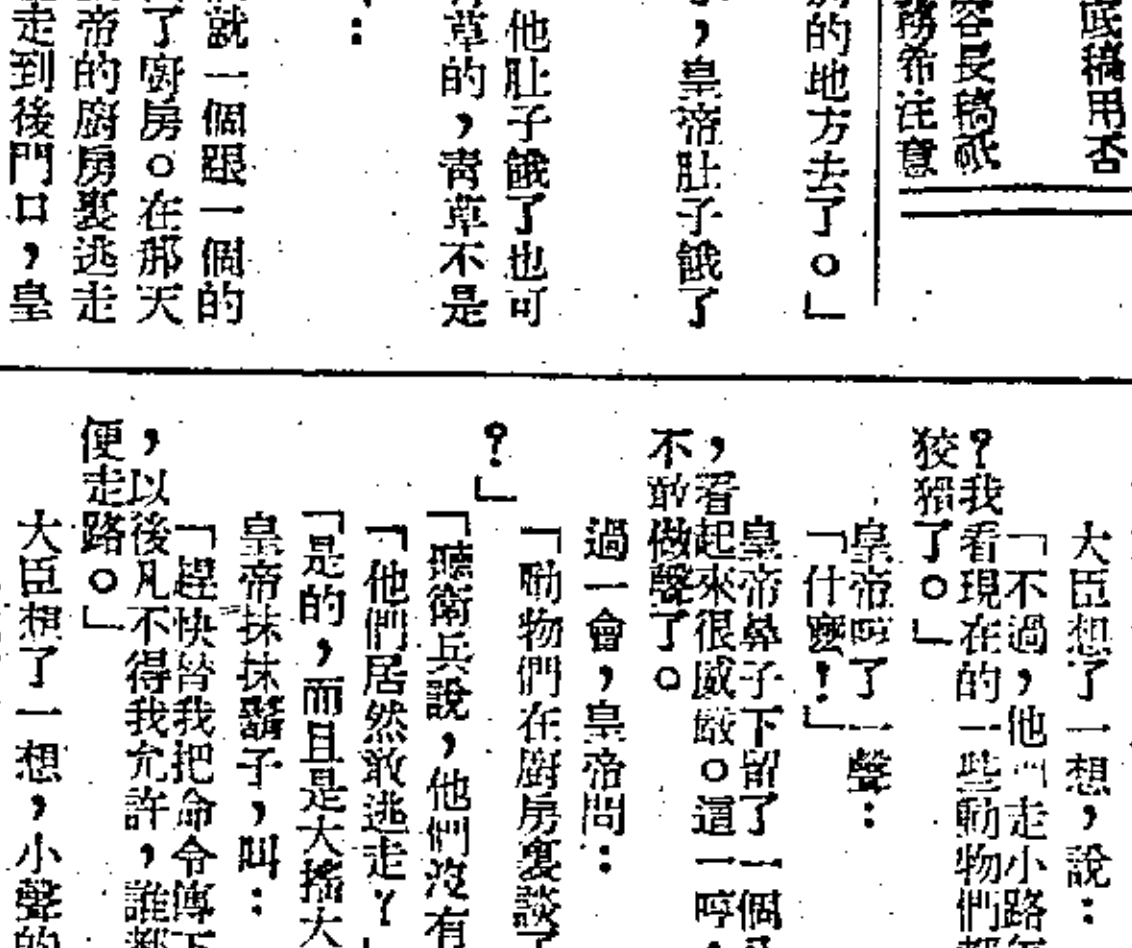 底稿用否
容長稿祇
務希注意
房的地方去了。」
，皇帝肚子餓了
他肚子餓了也可
青草的，青草不是
：
就一個跟一個的
了廚房。在那天
帝的廚房裏逃走
走到後門口，皇
大臣想了一想，說：
「不過，他們走小路
？我看現在的一些動物們都
狡猾了。」
皇帝哼了一聲：
「什麼！」
皇帝鼻子下留了一個八
，看起來很威嚴。這一哼，
不敢做聲了。
過一會，皇帝問：
「動物們在廚房裏談了
？」
「聽衛兵說，他們沒有
「他們居然敢逃走？」
「是的，而且是大搖大
皇帝抹抹鬍子，叫：
「趕快替我把命令傳下
，以後凡不得我允許，誰都
便走路。」
大臣想了一想，小聲的